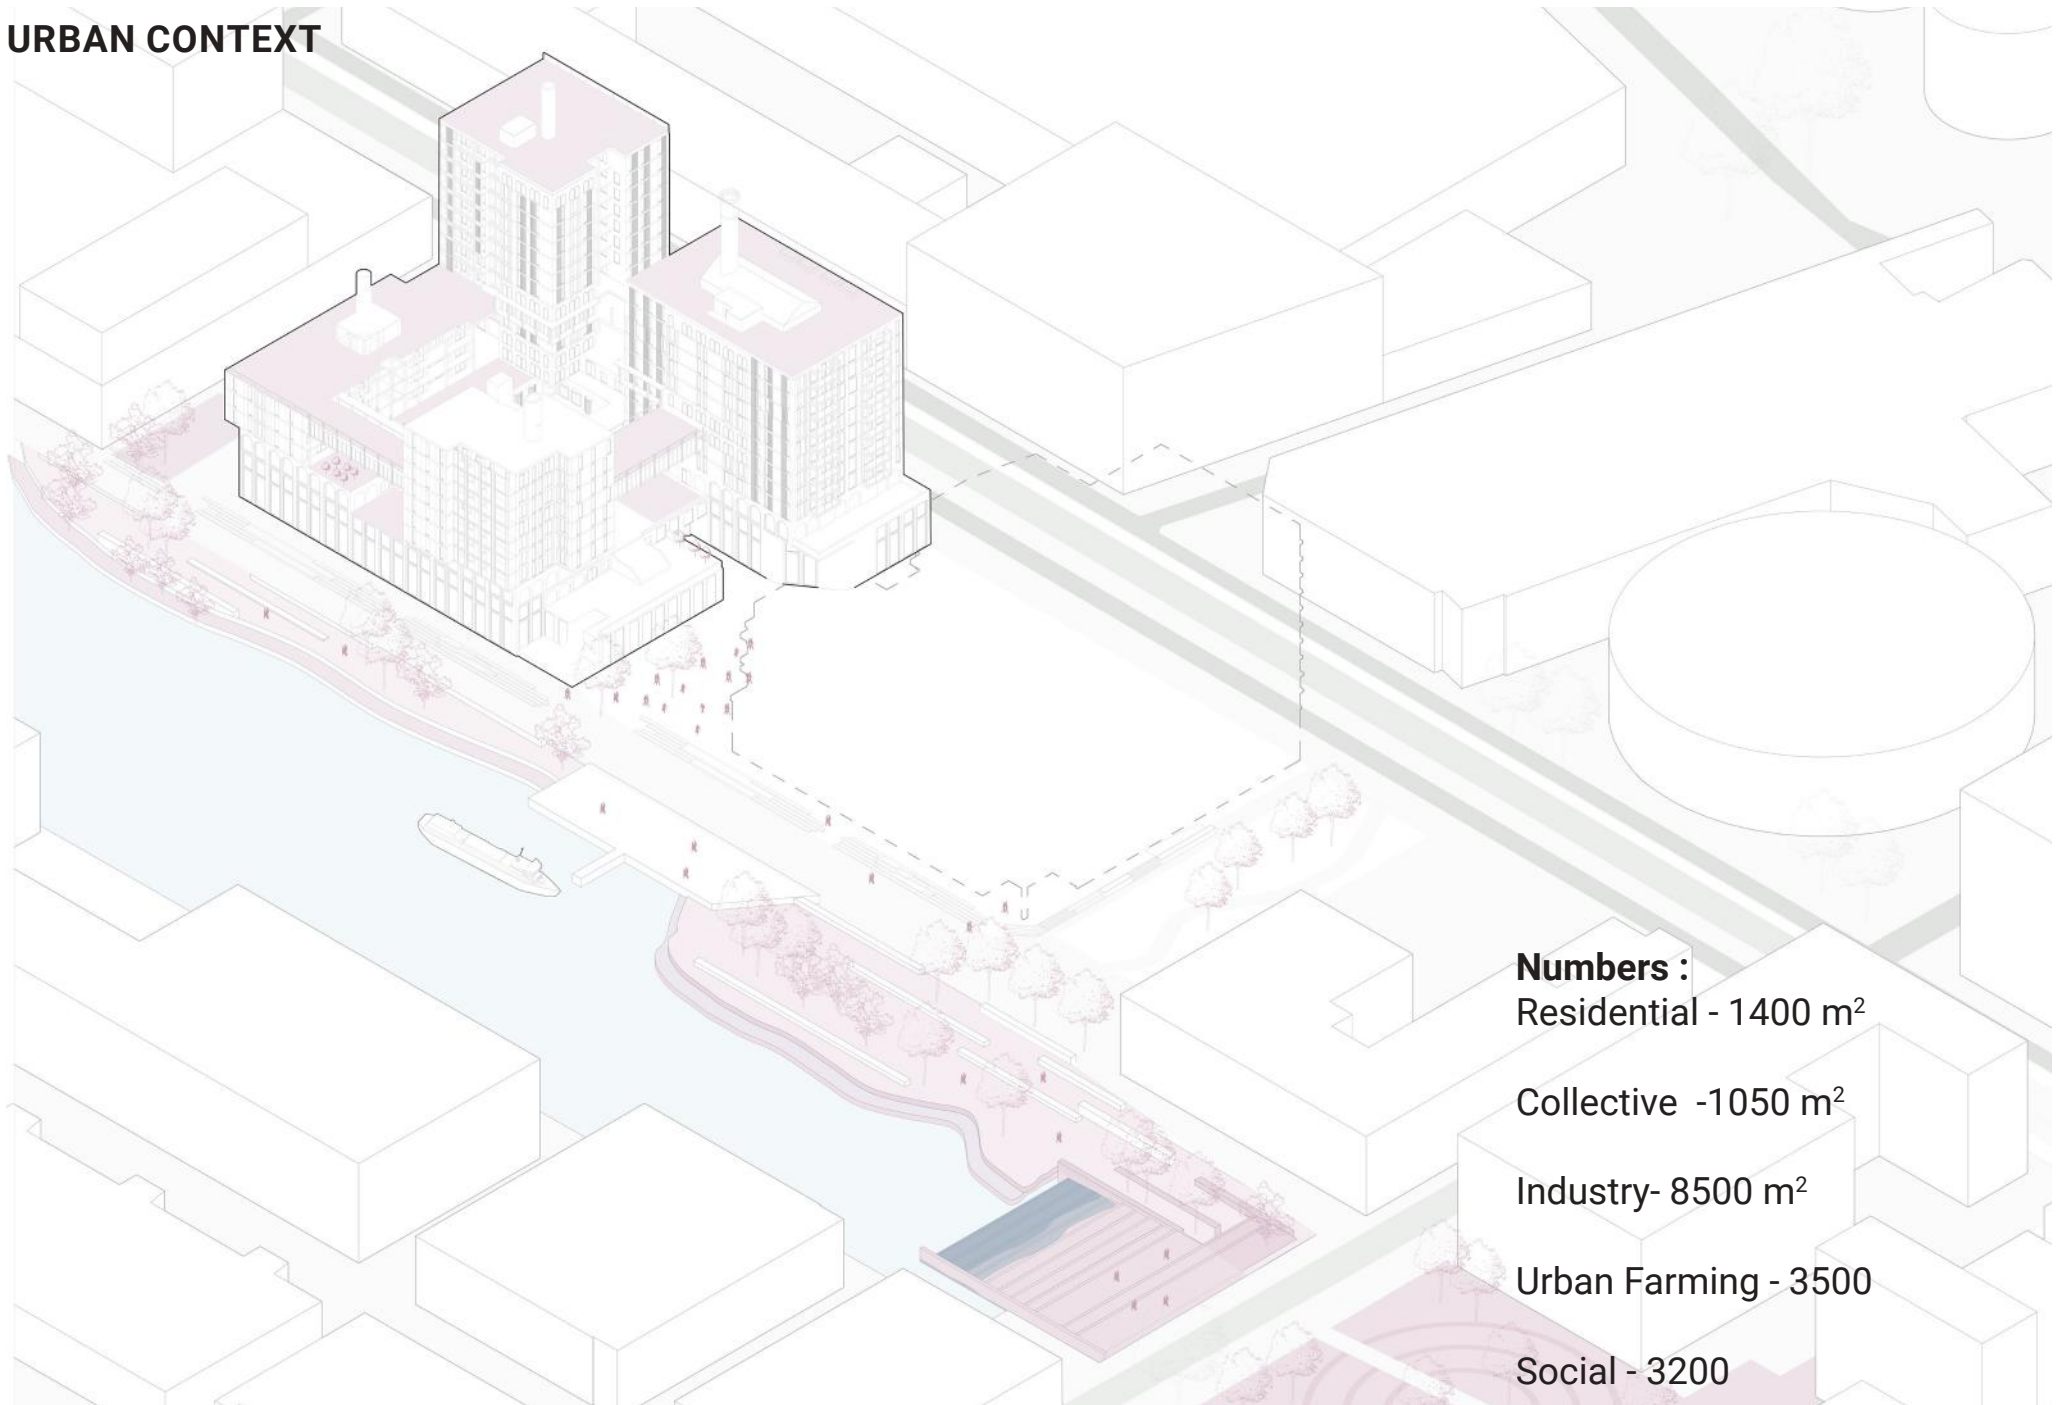 URBAN CONTEXT
Numbers :
Residential - 1400 m²
Collective -1050 m²
Industry- 8500 m²
Urban Farming - 3500
Social - 3200